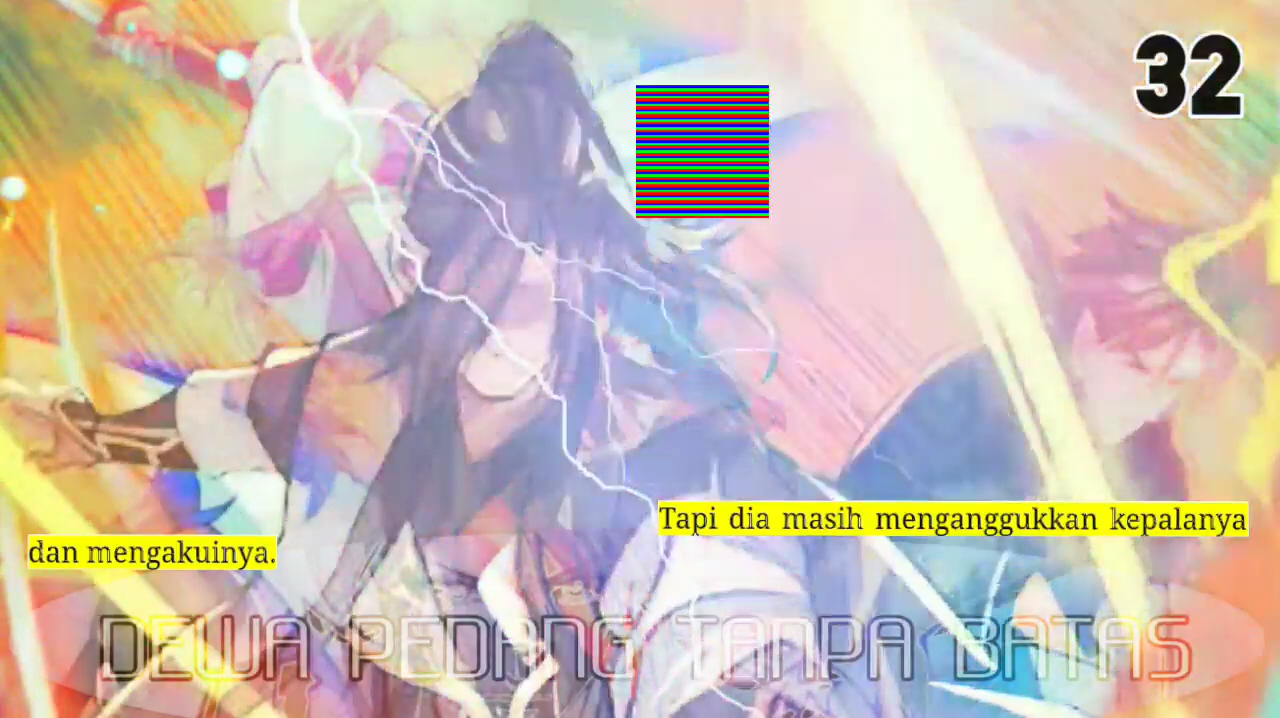 32
Tapi dia masih menganggukkan kepalanya
dan mengakuinya.
DEWA PEDANG TANPA BATAS